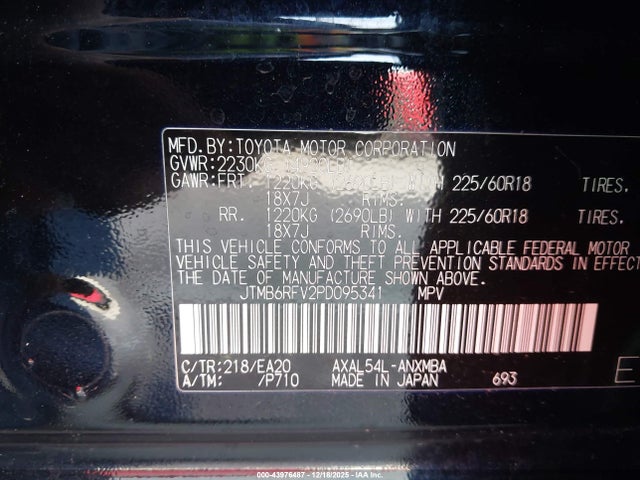 MFD.BY:TOYOTA MOTOR CORPORATION
GVWR:2230KG
GAWR:FRT. 1220KG (2690LB) WITH 225/60R18 TIRES.
18X7J RIMS.
RR. 1220KG (2690LB) WITH 225/60R18 TIRES.
18X7J RIMS.
THIS VEHICLE CONFORMS TO ALL APPLICABLE FEDERAL MOTOR
VEHICLE SAFETY AND THEFT PREVENTION STANDARDS IN EFFECT
THE DATE OF MANUFACTURE SHOWN ABOVE.
JTMB6RFV2PD095341 MPV
C/TR:218/EA20 AXAL54L-ANXMBA
A/TM: /P710 MADE IN JAPAN 693
E
000-43976487 - 12/18/2025 - IAA INC.